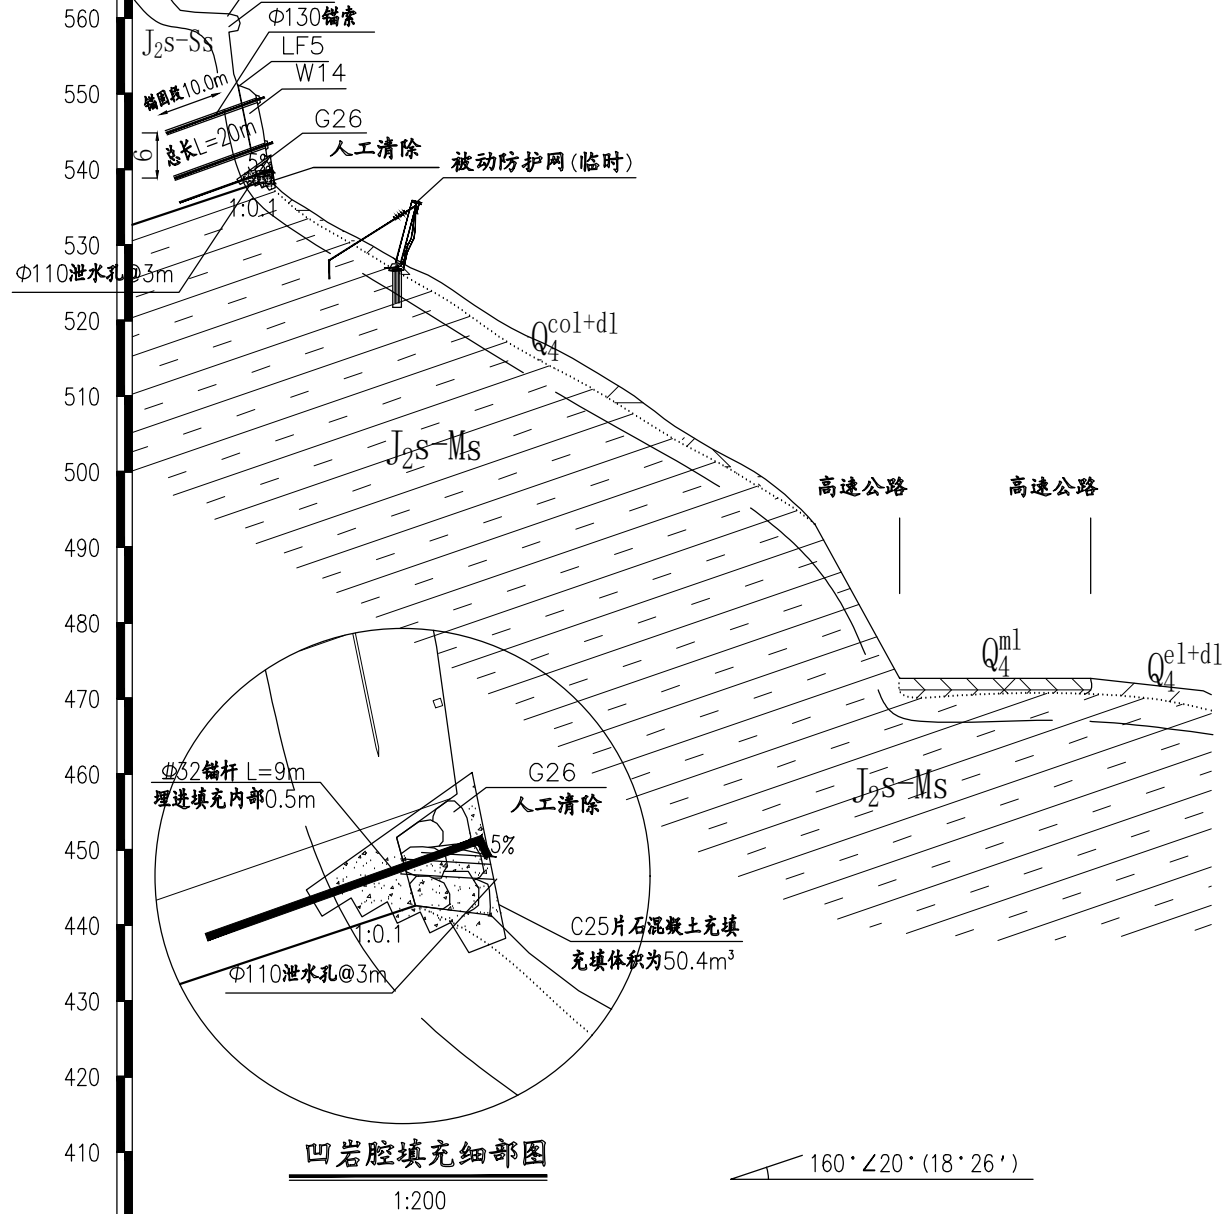 560
Φ130锚索
J₂s-Ss
LF5
W14
550
锚固段10.0m
G26
人工清除
总长L=20m
6
5%
540
被动防护网(临时)
1:0.1
530
Φ110泄水孔@3m
520
Q₄ᶜᵒˡ⁺ᵈˡ
510
J₂s-Ms
500
高速公路
高速公路
490
480
Q₄ᵐˡ
Q₄ᵉˡ⁺ᵈˡ
470
460
Φ32锚杆 L=9m
埋进填充内部0.5m
G26
人工清除
J₂s-Ms
450
5%
440
1:0.1
C25片石混凝土充填
充填体积为50.4m³
Φ110泄水孔@3m
430
420
410
凹岩腔填充细部图
1:200
160°∠20°(18°26′)